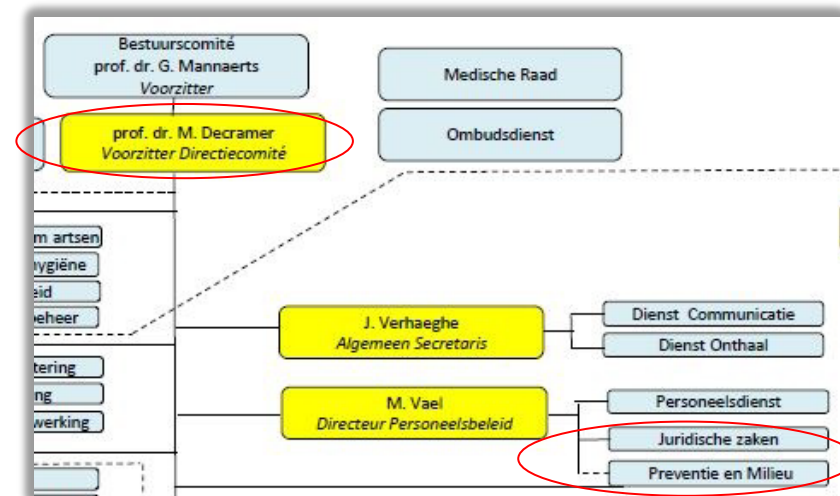 Bestuurscomité
prof. dr. G. Mannaerts
Voorzitter
Medische Raad
prof. dr. M. Decramer
Voorzitter Directiecomité
Ombudsdienst
m artsen
hygiëne
eid
beheer
J. Verhaeghe
Algemeen Secretaris
Dienst Communicatie
Dienst Onthaal
tering
ng
werking
M. Vael
Directeur Personeelsbeleid
Personeelsdienst
Juridische zaken
Preventie en Milieu